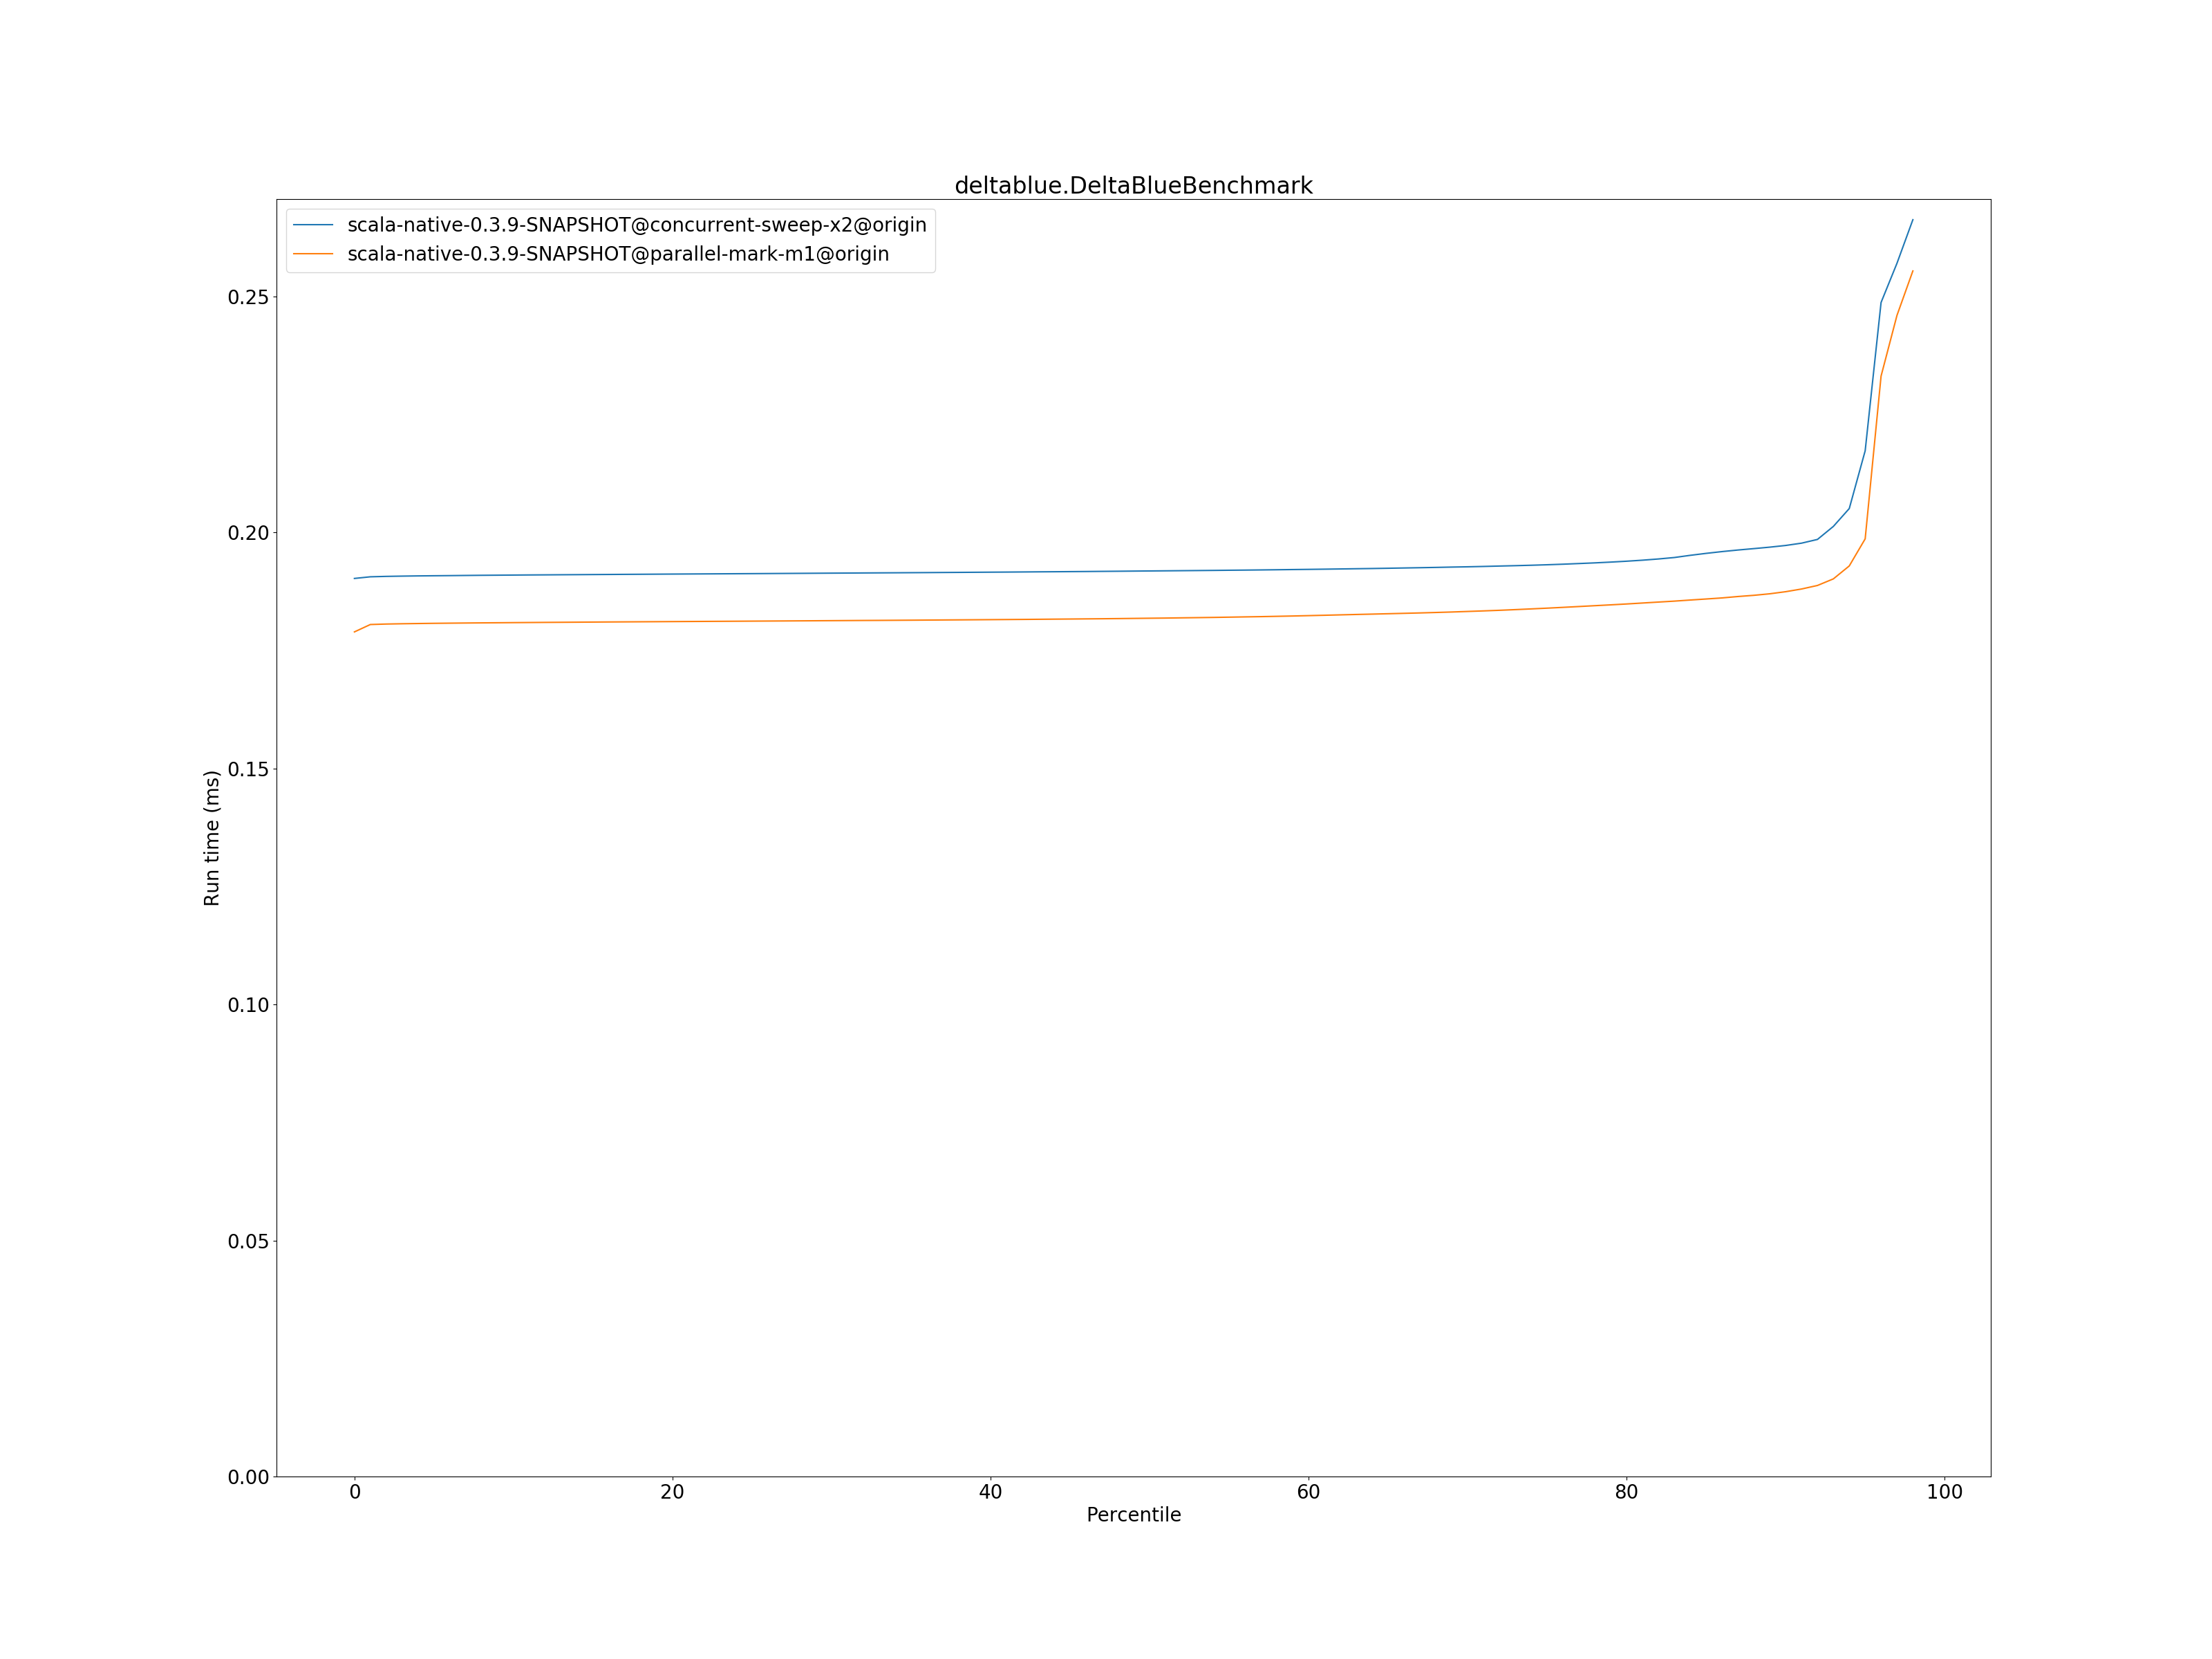 deltablue.DeltaBlueBenchmark
scala-native-0.3.9-SNAPSHOT@concurrent-sweep-x2@origin
scala-native-0.3.9-SNAPSHOT@parallel-mark-m1@origin
0.25
0.20
0.15
0.10
0.05
0.00
Run time (ms)
0 20 40 60 80 100
Percentile